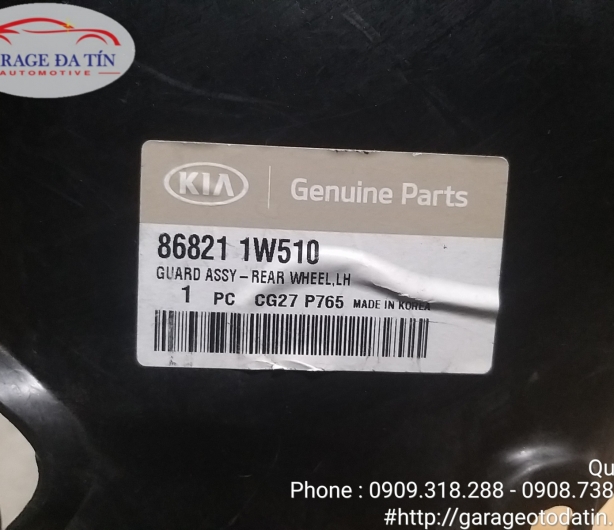 GARAGE ĐA TÍN
AUTOMOTIVE
KIA
Genuine Parts
86821 1W510
GUARD ASSY-REAR WHEEL,LH
1 PC CG27 P765 MADE IN KOREA
Phone : 0909.318.288 - 0908.738
#http://garageotodatin